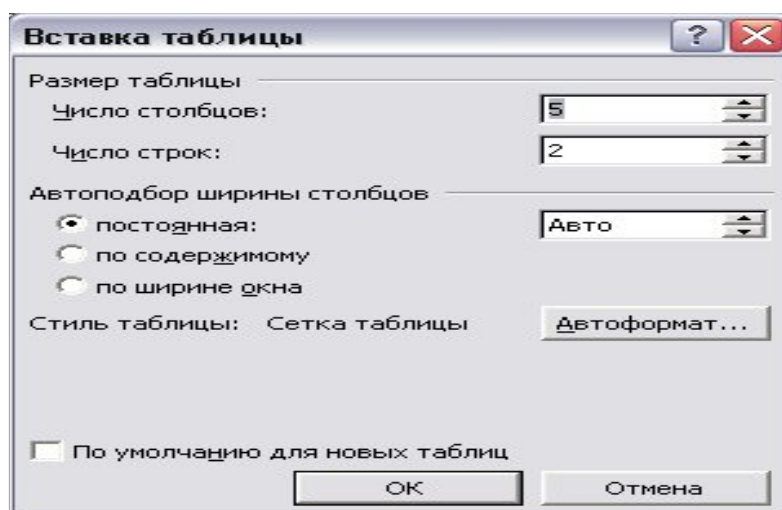 Вставка таблицы
Размер таблицы
Число столбцов: 5
Число строк: 2
Автоподбор ширины столбцов
постоянная: Авто
по содержимому
по ширине окна
Стиль таблицы: Сетка таблицы Автоформат...
По умолчанию для новых таблиц
ОК Отмена